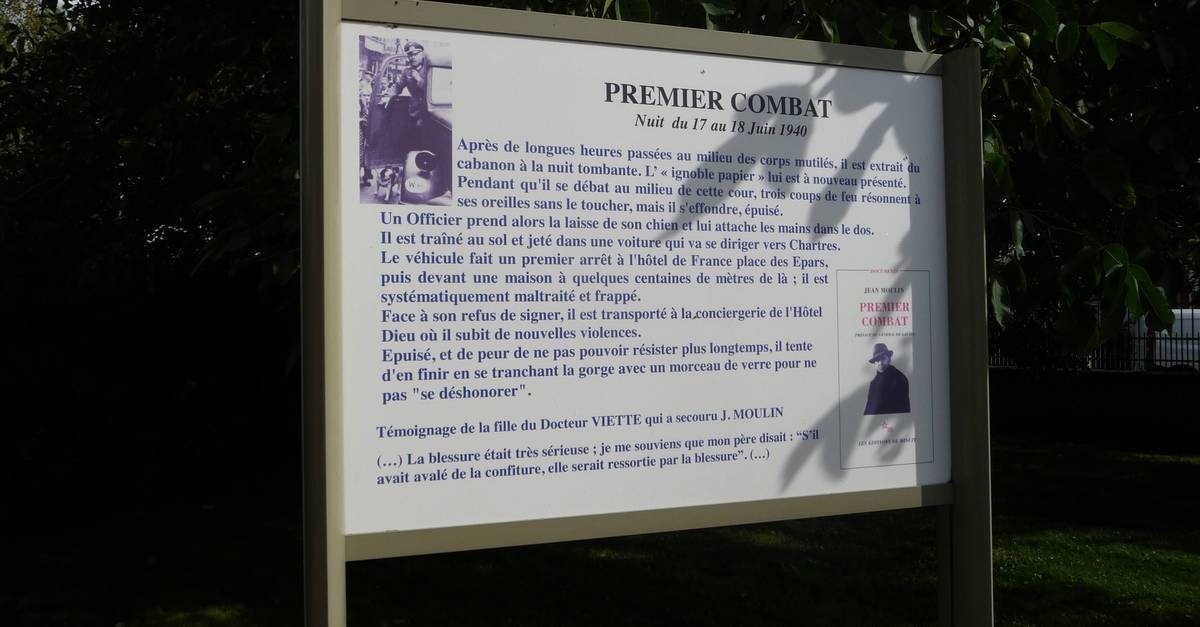 PREMIER COMBAT
Nuit du 17 au 18 Juin 1940
Après de longues heures passées au milieu des corps mutilés. il est extrait du
cabanon à la nuit tombante. L' « ignoble papier » lui est à nouveau présenté.
Pendant qu'il se débat au milieu de cette cour, trois coups de feu résonnent à
ses oreilles sans le toucher, mais il s'effondre, épuisé.
Un Officier prend alors la laisse de son chien et lui attache les mains dans le dos.
Il est traîné au sol et jeté dans une voiture qui va se diriger vers Chartres.
Le véhicule fait un premier arrêt à l'hôtel de France place des Epars,
puis devant une maison à quelques centaines de mètres de là ; il est
systématiquement maltraité et frappé.
Face à son refus de signer, il est transporté à la conciergerie de l'Hôtel
Dieu où il subit de nouvelles violences.
Epuisé, et de peur de ne pas pouvoir résister plus longtemps, il tente
d'en finir en se tranchant la gorge avec un morceau de verre pour ne
pas "se déshonorer".
Témoignage de la fille du Docteur VIETTE qui a secouru J. MOULIN
(…) La blessure était très sérieuse ; je me souviens que mon père disait : “S'il
avait avalé de la confiture, elle serait ressortie par la blessure”. (…)
DOCUMENTS
JEAN MOULIN
PREMIER
COMBAT
PRÉFACE DU GÉNÉRAL DE GAULLE
LES ÉDITIONS DE MINUIT